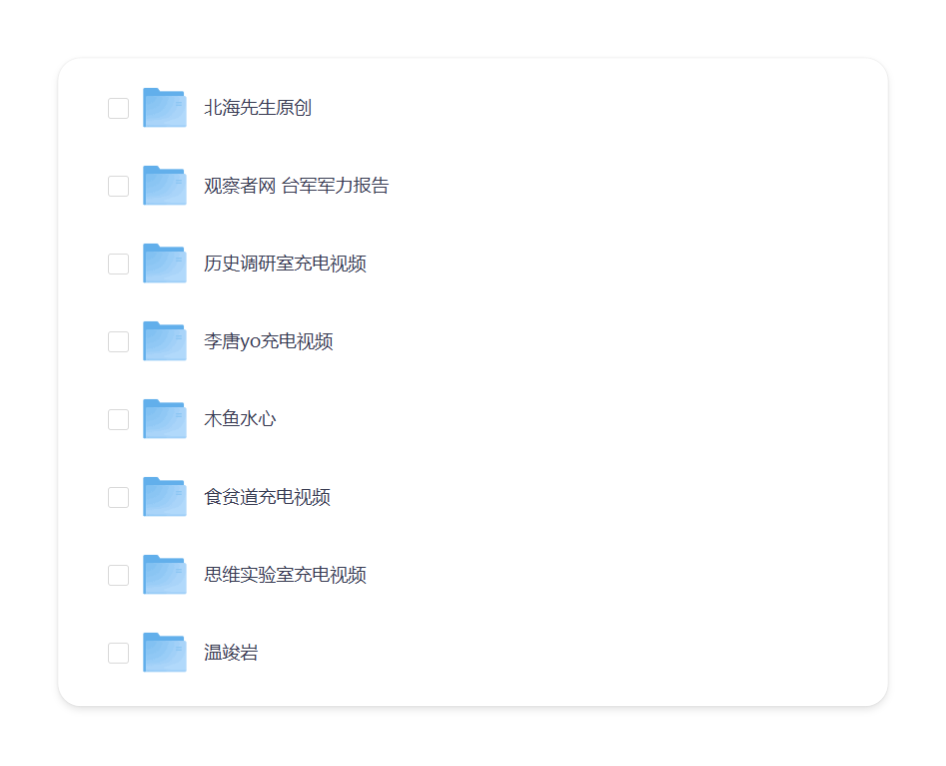 北海先生原创
观察者网 台军军力报告
历史调研室充电视频
李唐yo充电视频
木鱼水心
食贫道充电视频
思维实验室充电视频
温竣岩